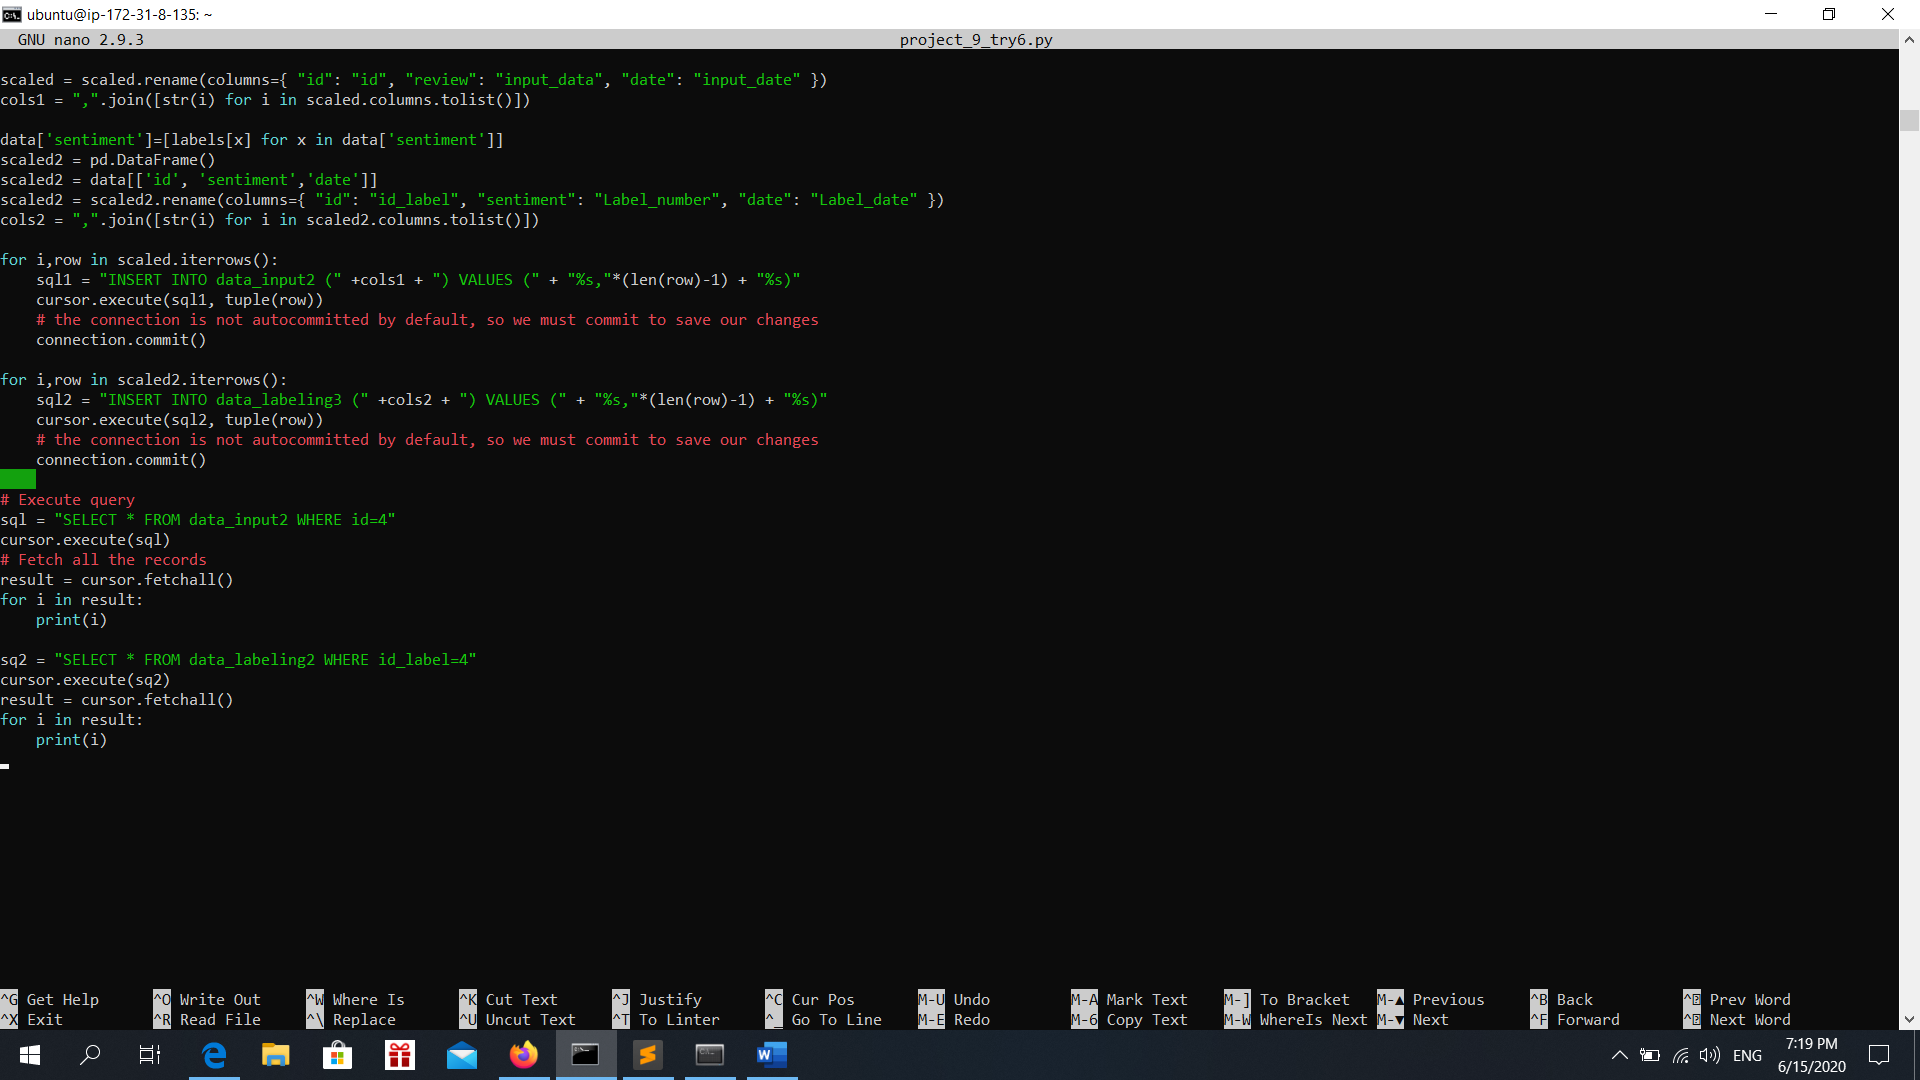 ubuntu@ip-172-31-8-135: ~
GNU nano 2.9.3 project_9_try6.py
scaled = scaled.rename(columns={ "id": "id", "review": "input_data", "date": "input_date" })
cols1 = ",".join([str(i) for i in scaled.columns.tolist()])
data['sentiment']=[labels[x] for x in data['sentiment']]
scaled2 = pd.DataFrame()
scaled2 = data[['id', 'sentiment','date']]
scaled2 = scaled2.rename(columns={ "id": "id_label", "sentiment": "Label_number", "date": "Label_date" })
cols2 = ",".join([str(i) for i in scaled2.columns.tolist()])
for i,row in scaled.iterrows():
    sql1 = "INSERT INTO data_input2 (" +cols1 + ") VALUES (" + "%s,"*(len(row)-1) + "%s)"
    cursor.execute(sql1, tuple(row))
    # the connection is not autocommitted by default, so we must commit to save our changes
    connection.commit()
for i,row in scaled2.iterrows():
    sql2 = "INSERT INTO data_labeling3 (" +cols2 + ") VALUES (" + "%s,"*(len(row)-1) + "%s)"
    cursor.execute(sql2, tuple(row))
    # the connection is not autocommitted by default, so we must commit to save our changes
    connection.commit()
# Execute query
sql = "SELECT * FROM data_input2 WHERE id=4"
cursor.execute(sql)
# Fetch all the records
result = cursor.fetchall()
for i in result:
    print(i)
sq2 = "SELECT * FROM data_labeling2 WHERE id_label=4"
cursor.execute(sq2)
result = cursor.fetchall()
for i in result:
    print(i)
^G Get Help ^O Write Out ^W Where Is ^K Cut Text ^J Justify ^C Cur Pos M-U Undo M-A Mark Text M-] To Bracket M-▲ Previous ^B Back ^ Prev Word
^X Exit ^R Read File ^\ Replace ^U Uncut Text ^T To Linter ^_ Go To Line M-E Redo M-6 Copy Text M-W WhereIs Next M-▼ Next ^F Forward ^ Next Word
ENG
7:19 PM
6/15/2020